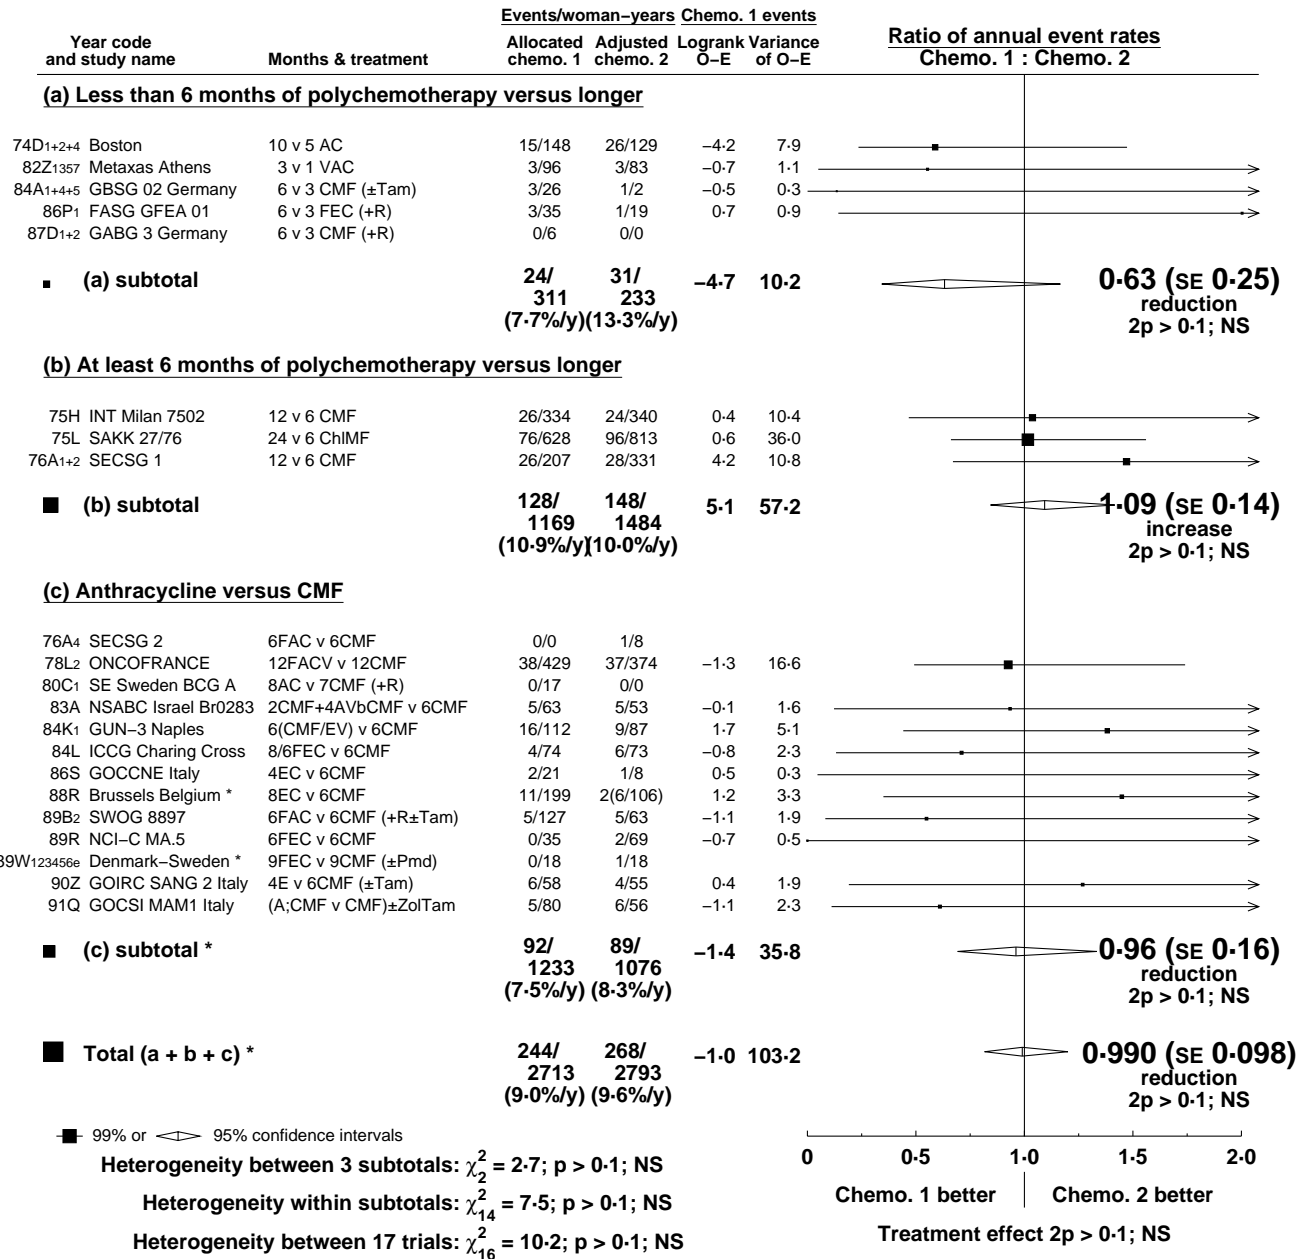 Events/woman−years Chemo. 1 events
Year code and study name Months & treatment Allocated chemo. 1 Adjusted chemo. 2 Logrank O−E Variance of O−E Ratio of annual event rates Chemo. 1 : Chemo. 2
(a) Less than 6 months of polychemotherapy versus longer
74D1+2+4 Boston 10 v 5 AC 15/148 26/129 −4·2 7·9
82Z1357 Metaxas Athens 3 v 1 VAC 3/96 3/83 −0·7 1·1
84A1+4+5 GBSG 02 Germany 6 v 3 CMF (±Tam) 3/26 1/2 −0·5 0·3
86P1 FASG GFEA 01 6 v 3 FEC (+R) 3/35 1/19 0·7 0·9
87D1+2 GABG 3 Germany 6 v 3 CMF (+R) 0/6 0/0
(a) subtotal 24/ 31/ −4·7 10·2 0·63 (SE 0·25)
311 233 reduction
(7·7%/y) (13·3%/y) 2p > 0·1; NS
(b) At least 6 months of polychemotherapy versus longer
75H INT Milan 7502 12 v 6 CMF 26/334 24/340 0·4 10·4
75L SAKK 27/76 24 v 6 ChlMF 76/628 96/813 0·6 36·0
76A1+2 SECSG 1 12 v 6 CMF 26/207 28/331 4·2 10·8
(b) subtotal 128/ 148/ 5·1 57·2 1·09 (SE 0·14)
1169 1484 increase
(10·9%/y) (10·0%/y) 2p > 0·1; NS
(c) Anthracycline versus CMF
76A4 SECSG 2 6FAC v 6CMF 0/0 1/8
78L2 ONCOFRANCE 12FACV v 12CMF 38/429 37/374 −1·3 16·6
80C1 SE Sweden BCG A 8AC v 7CMF (+R) 0/17 0/0
83A NSABC Israel Br0283 2CMF+4AVbCMF v 6CMF 5/63 5/53 −0·1 1·6
84K1 GUN−3 Naples 6(CMF/EV) v 6CMF 16/112 9/87 1·7 5·1
84L ICCG Charing Cross 8/6FEC v 6CMF 4/74 6/73 −0·8 2·3
86S GOCCNE Italy 4EC v 6CMF 2/21 1/8 0·5 0·3
88R Brussels Belgium * 8EC v 6CMF 11/199 2(6/106) 1·2 3·3
89B2 SWOG 8897 6FAC v 6CMF (+R±Tam) 5/127 5/63 −1·1 1·9
89R NCI−C MA.5 6FEC v 6CMF 0/35 2/69 −0·7 0·5
39W123456e Denmark−Sweden * 9FEC v 9CMF (±Pmd) 0/18 1/18
90Z GOIRC SANG 2 Italy 4E v 6CMF (±Tam) 6/58 4/55 0·4 1·9
91Q GOCSI MAM1 Italy (A;CMF v CMF)±ZolTam 5/80 6/56 −1·1 2·3
(c) subtotal * 92/ 89/ −1·4 35·8 0·96 (SE 0·16)
1233 1076 reduction
(7·5%/y) (8·3%/y) 2p > 0·1; NS
Total (a + b + c) * 244/ 268/ −1·0 103·2 0·990 (SE 0·098)
2713 2793 reduction
(9·0%/y) (9·6%/y) 2p > 0·1; NS
99% or 95% confidence intervals
0 0·5 1·0 1·5 2·0
Chemo. 1 better Chemo. 2 better
Treatment effect 2p > 0·1; NS
Heterogeneity between 3 subtotals: χ²₂ = 2·7; p > 0·1; NS
Heterogeneity within subtotals: χ²₁₄ = 7·5; p > 0·1; NS
Heterogeneity between 17 trials: χ²₁₆ = 10·2; p > 0·1; NS